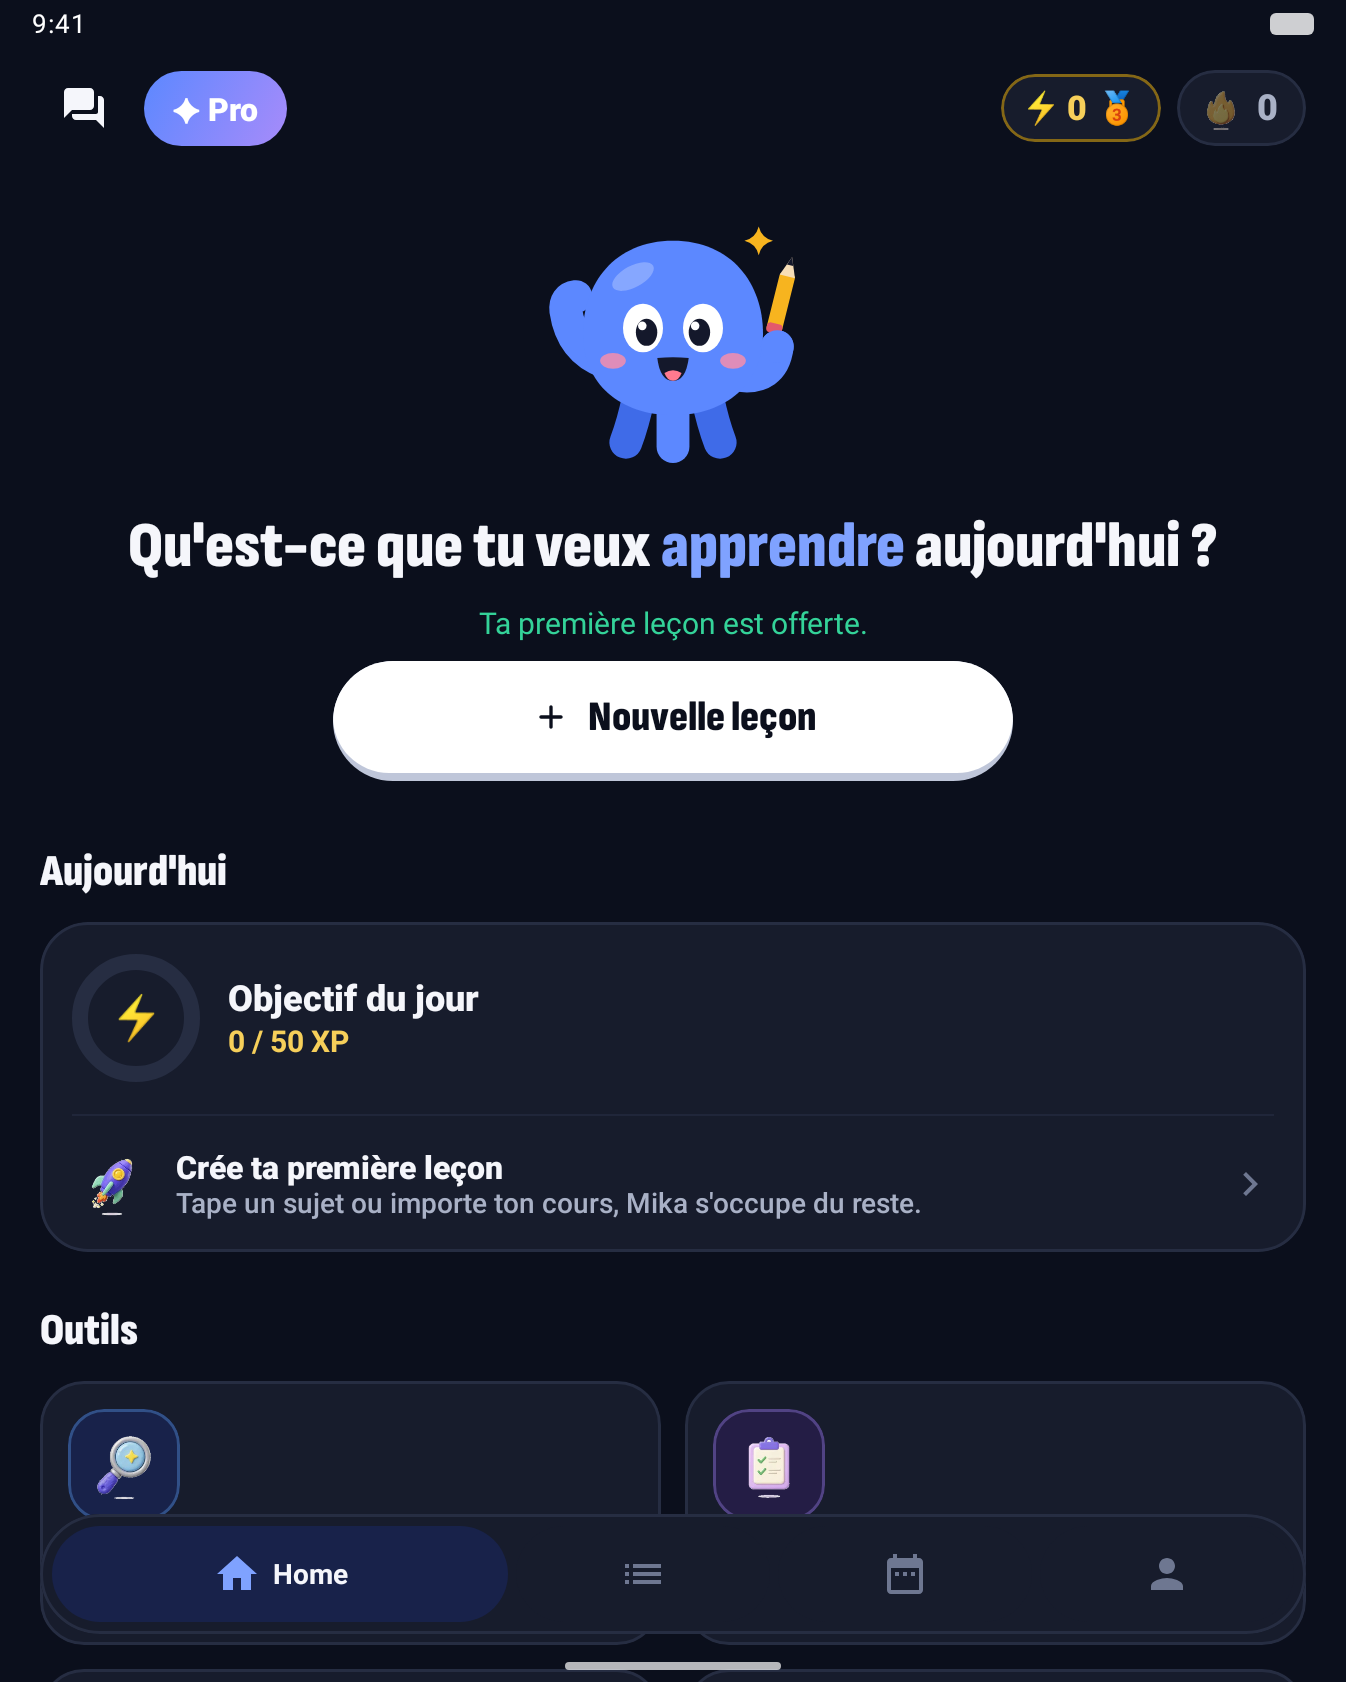 9:41
Pro
0 3
0
Qu'est-ce que tu veux apprendre aujourd'hui ?
Ta première leçon est offerte.
+ Nouvelle leçon
Aujourd'hui
Objectif du jour
0 / 50 XP
Crée ta première leçon
Tape un sujet ou importe ton cours, Mika s'occupe du reste.
Outils
Home